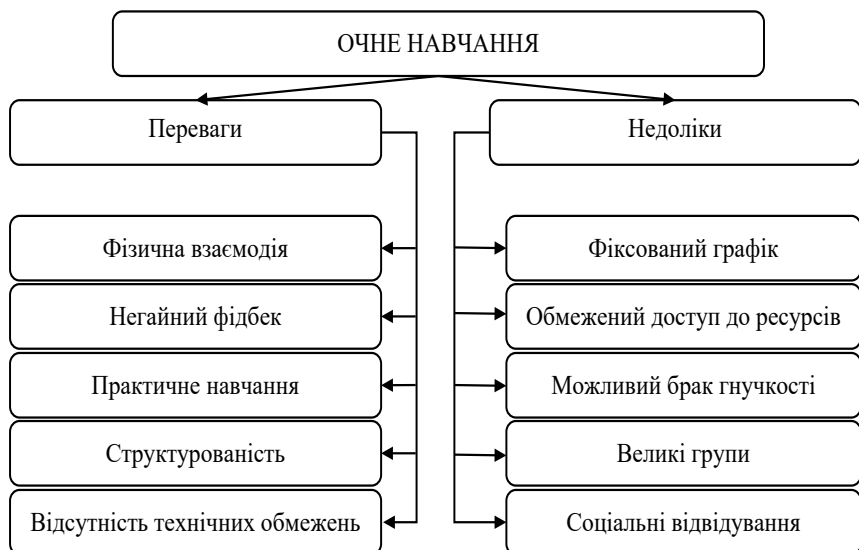 ОЧНЕ НАВЧАННЯ
Переваги
Недоліки
Фізична взаємодія
Фіксований графік
Негайний фідбек
Обмежений доступ до ресурсів
Практичне навчання
Можливий брак гнучкості
Структурованість
Великі групи
Відсутність технічних обмежень
Соціальні відвідування